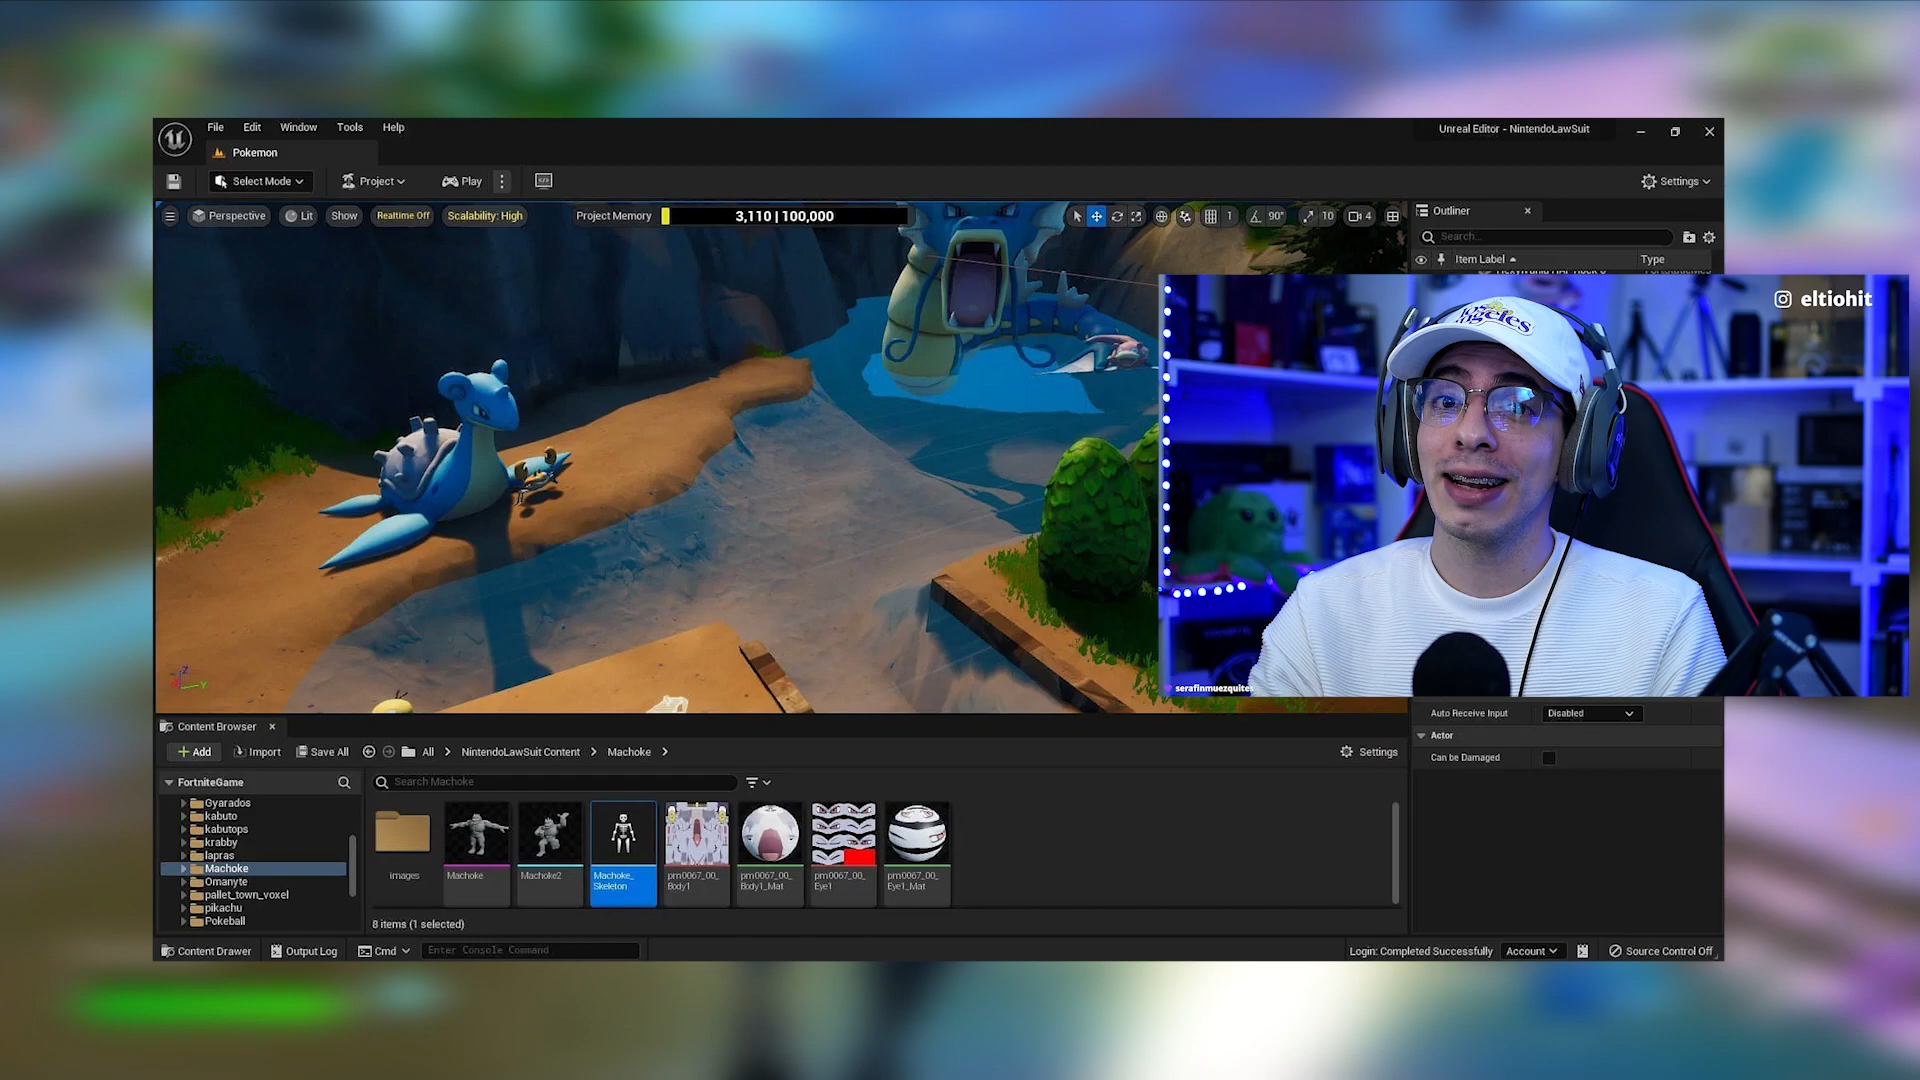 File Edit Window Tools Help
Unreal Editor - NintendoLawSuit
Pokemon
Select Mode
Project
Play
Settings
Perspective
Lit
Show
Realtime Off
Scalability: High
Project Memory
3,110 | 100,000
1
90°
10
4
Outliner
Search...
Item Label
Type
eltiohit
Los Angeles
serafinmuezquites
Auto Receive Input
Disabled
Actor
Can be Damaged
Content Browser
Add
Import
Save All
All
NintendoLawSuit Content
Machoke
Settings
FortniteGame
Search Machoke
Gyarados
kabuto
kabutops
krabby
lapras
Machoke
Omanyte
pallet_town_voxel
pikachu
Pokeball
images
Machoke
Machoke2
Machoke_
Skeleton
pm0067_00_
Body1
pm0067_00_
Body1_Mat
pm0067_00_
Eye1
pm0067_00_
Eye1_Mat
8 items (1 selected)
Content Drawer
Output Log
Cmd
Enter Console Command
Login: Completed Successfully
Account
Source Control Off
Z
Y